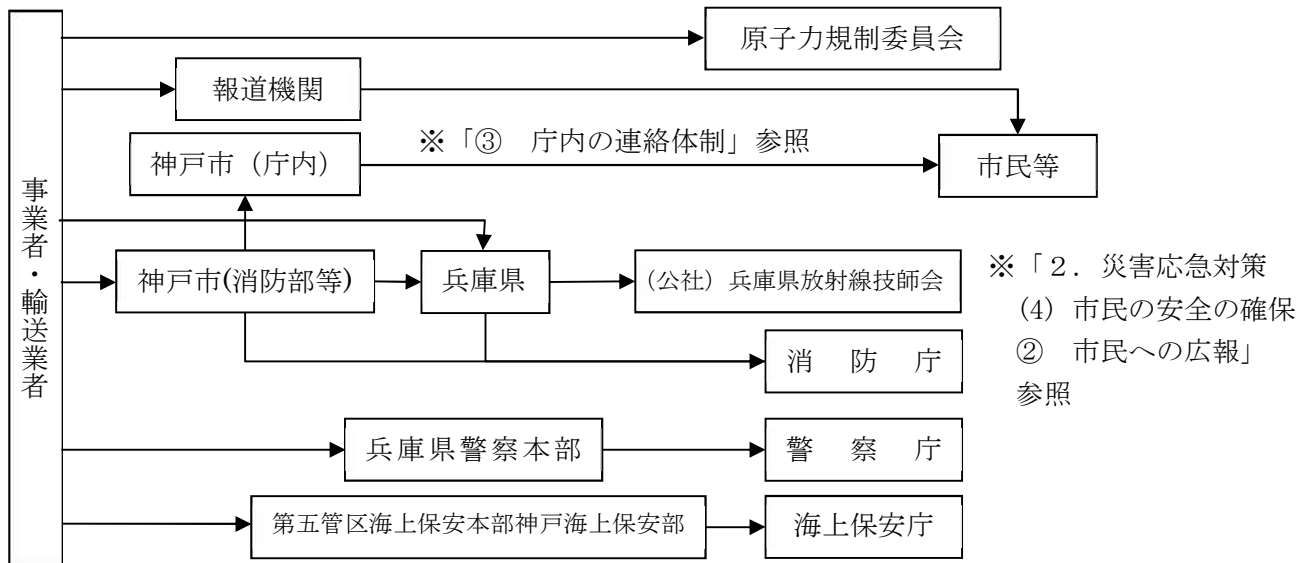 事業者・輸送業者
原子力規制委員会
報道機関
※「③　庁内の連絡体制」参照
神戸市（庁内）
市民等
神戸市(消防部等)
兵庫県
（公社）兵庫県放射線技師会
※「２．災害応急対策
(4) 市民の安全の確保
②　市民への広報」
参照
消　防　庁
兵庫県警察本部
警　察　庁
第五管区海上保安本部神戸海上保安部
海上保安庁